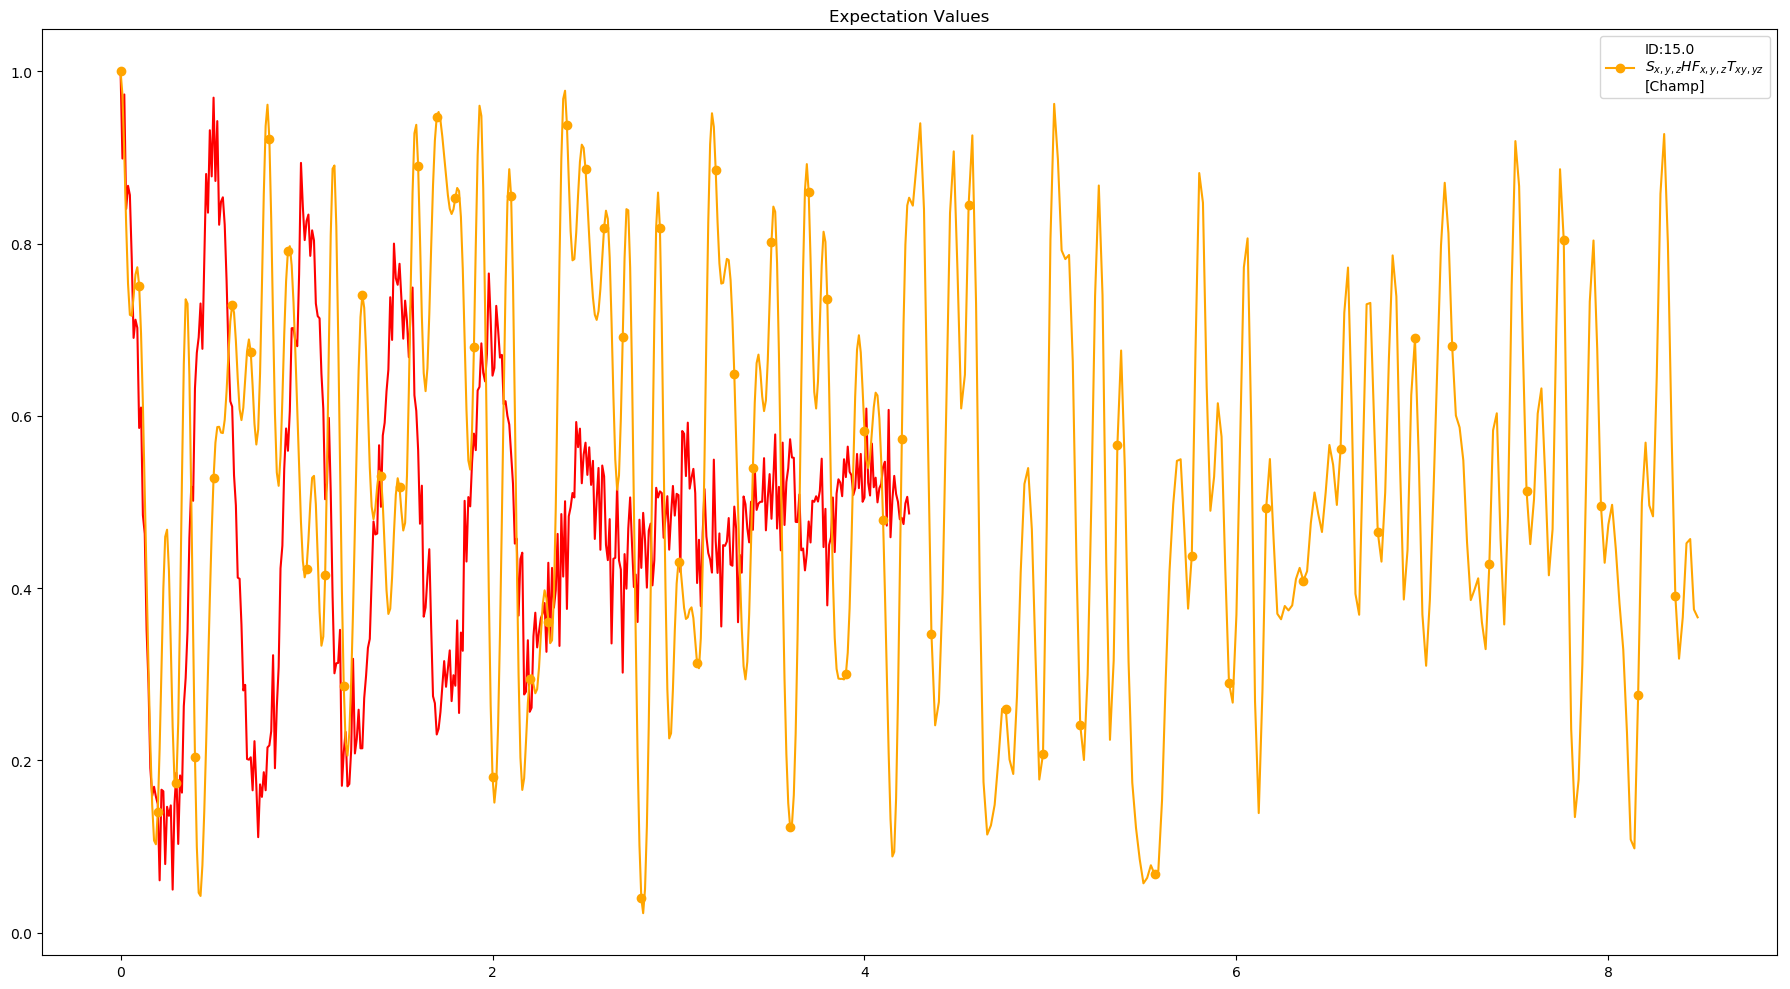 Expectation Values
ID:15.0
S_{x,y,z}HF_{x,y,z}T_{xy,yz}
[Champ]
1.0
0.8
0.6
0.4
0.2
0.0
0 2 4 6 8